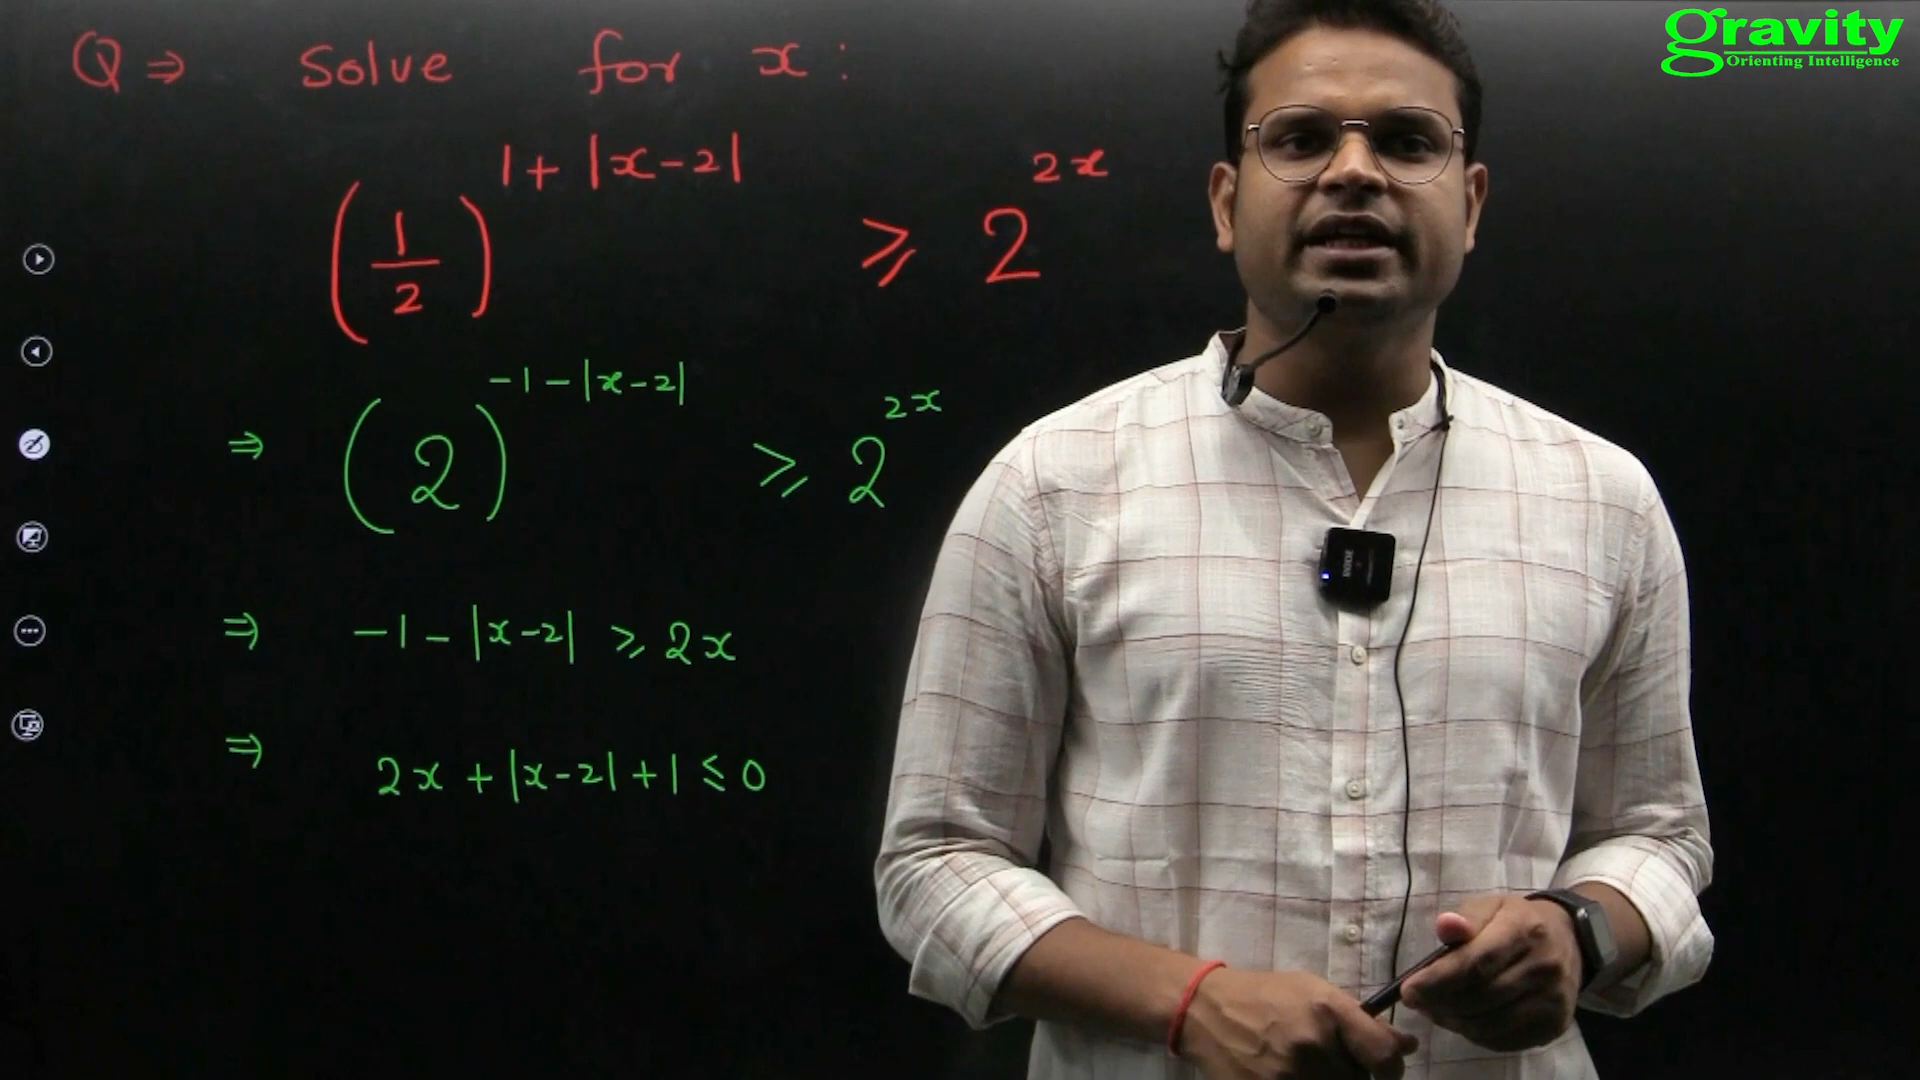 Q ⇒ Solve for x :
(1/2)^(1 + |x-2|) ⩾ 2^(2x)
⇒ (2)^(-1 - |x-2|) ⩾ 2^(2x)
⇒ -1 - |x-2| ⩾ 2x
⇒ 2x + |x-2| + 1 ⩽ 0
gravity
Orienting Intelligence